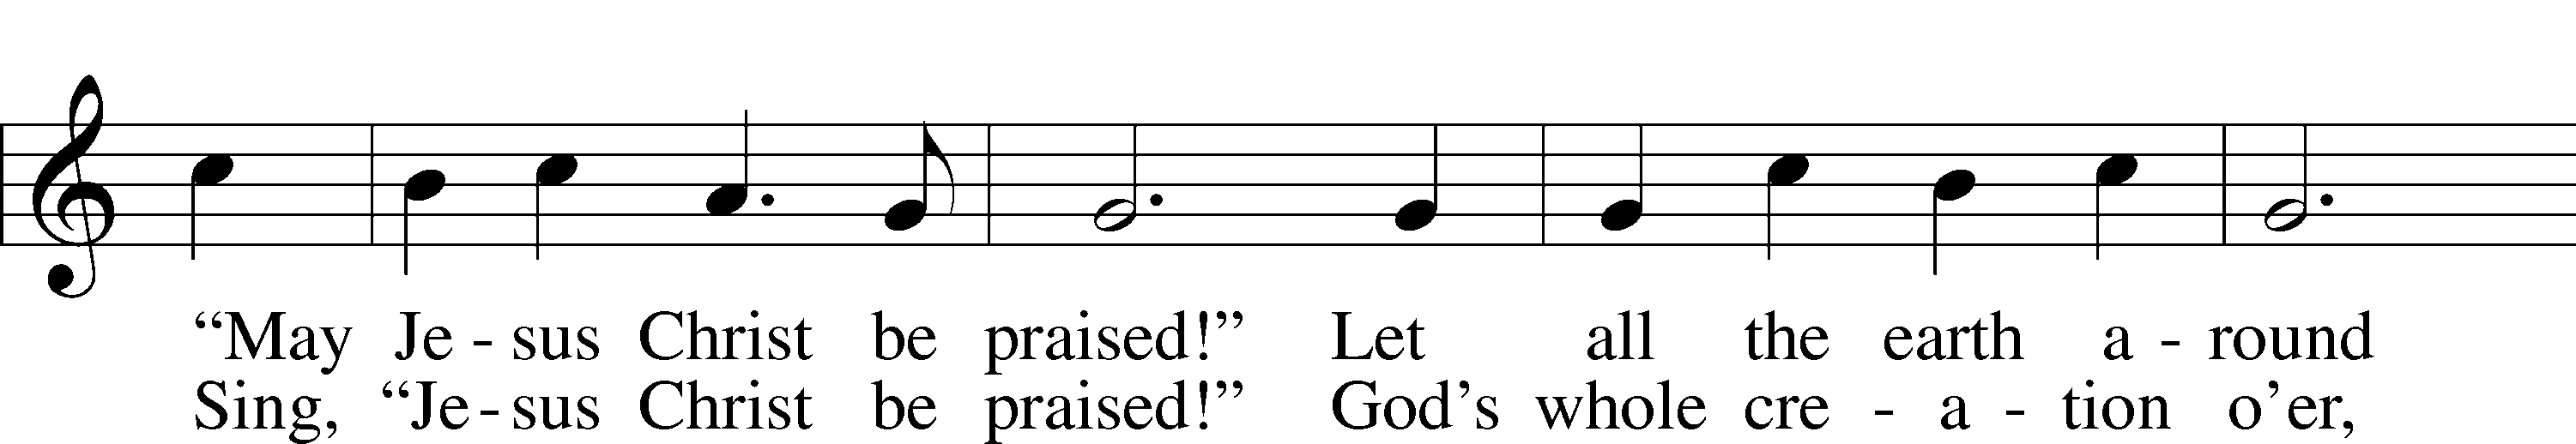 “May Je - sus Christ be praised!” Let all the earth a - round
Sing, “Je - sus Christ be praised!” God’s whole cre - a - tion o’er,